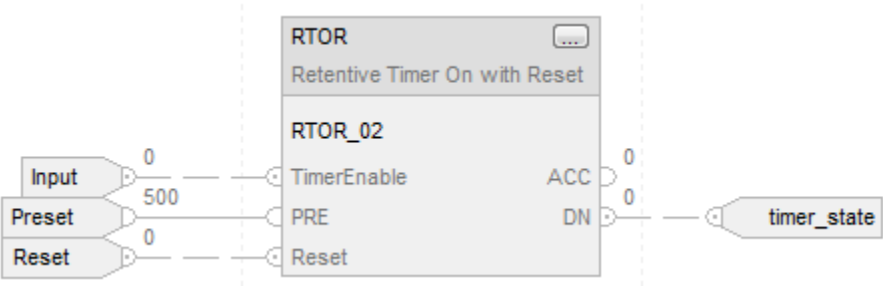 RTOR ...
Retentive Timer On with Reset
RTOR_02
Input 0 TimerEnable ACC 0
Preset 500 PRE DN 0 timer_state
Reset 0 Reset